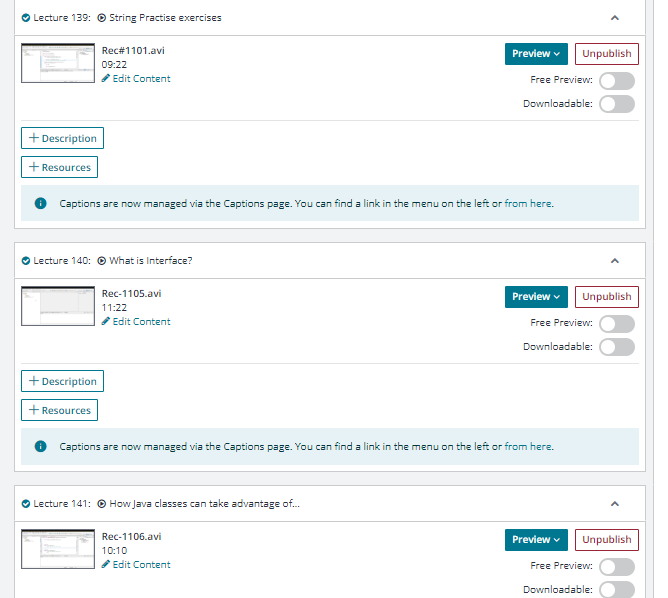 Lecture 139: String Practise exercises
Rec#1101.avi
09:22
Edit Content
Preview
Unpublish
Free Preview:
Downloadable:
+ Description
+ Resources
Captions are now managed via the Captions page. You can find a link in the menu on the left or from here.
Lecture 140: What is Interface?
Rec-1105.avi
11:22
Edit Content
Preview
Unpublish
Free Preview:
Downloadable:
+ Description
+ Resources
Captions are now managed via the Captions page. You can find a link in the menu on the left or from here.
Lecture 141: How Java classes can take advantage of...
Rec-1106.avi
10:10
Edit Content
Preview
Unpublish
Free Preview:
Downloadable: